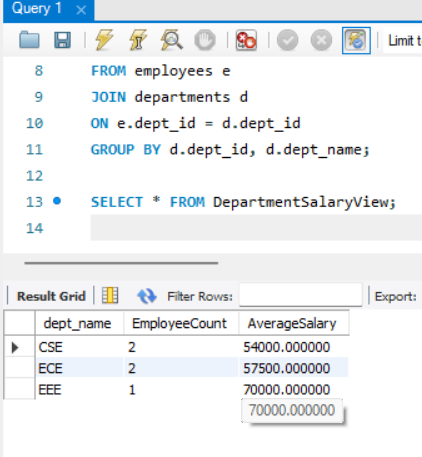 Query 1 ×
Limit t
8 FROM employees e
9 JOIN departments d
10 ON e.dept_id = d.dept_id
11 GROUP BY d.dept_id, d.dept_name;
12
13 SELECT * FROM DepartmentSalaryView;
14
Result Grid Filter Rows: Export:
dept_name EmployeeCount AverageSalary
CSE 2 54000.000000
ECE 2 57500.000000
EEE 1 70000.000000
70000.000000